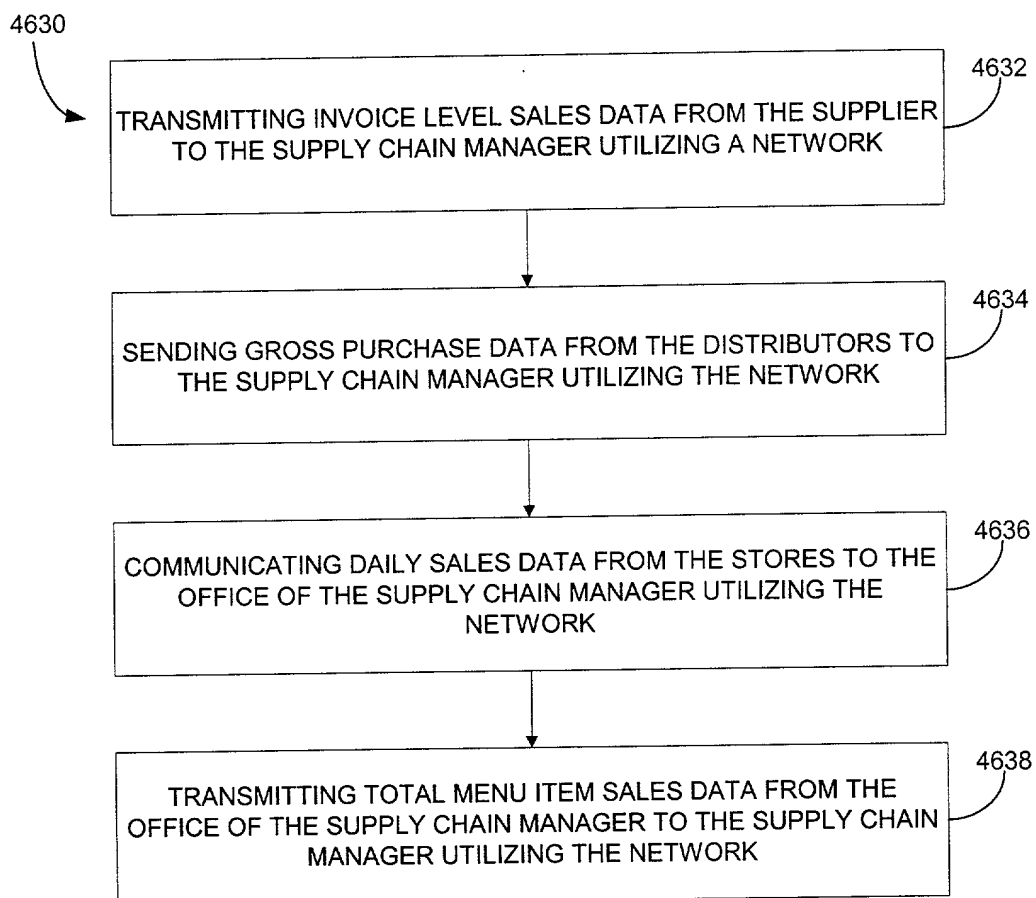 4630
4632
TRANSMITTING INVOICE LEVEL SALES DATA FROM THE SUPPLIER
TO THE SUPPLY CHAIN MANAGER UTILIZING A NETWORK
4634
SENDING GROSS PURCHASE DATA FROM THE DISTRIBUTORS TO
THE SUPPLY CHAIN MANAGER UTILIZING THE NETWORK
4636
COMMUNICATING DAILY SALES DATA FROM THE STORES TO THE
OFFICE OF THE SUPPLY CHAIN MANAGER UTILIZING THE
NETWORK
4638
TRANSMITTING TOTAL MENU ITEM SALES DATA FROM THE
OFFICE OF THE SUPPLY CHAIN MANAGER TO THE SUPPLY CHAIN
MANAGER UTILIZING THE NETWORK